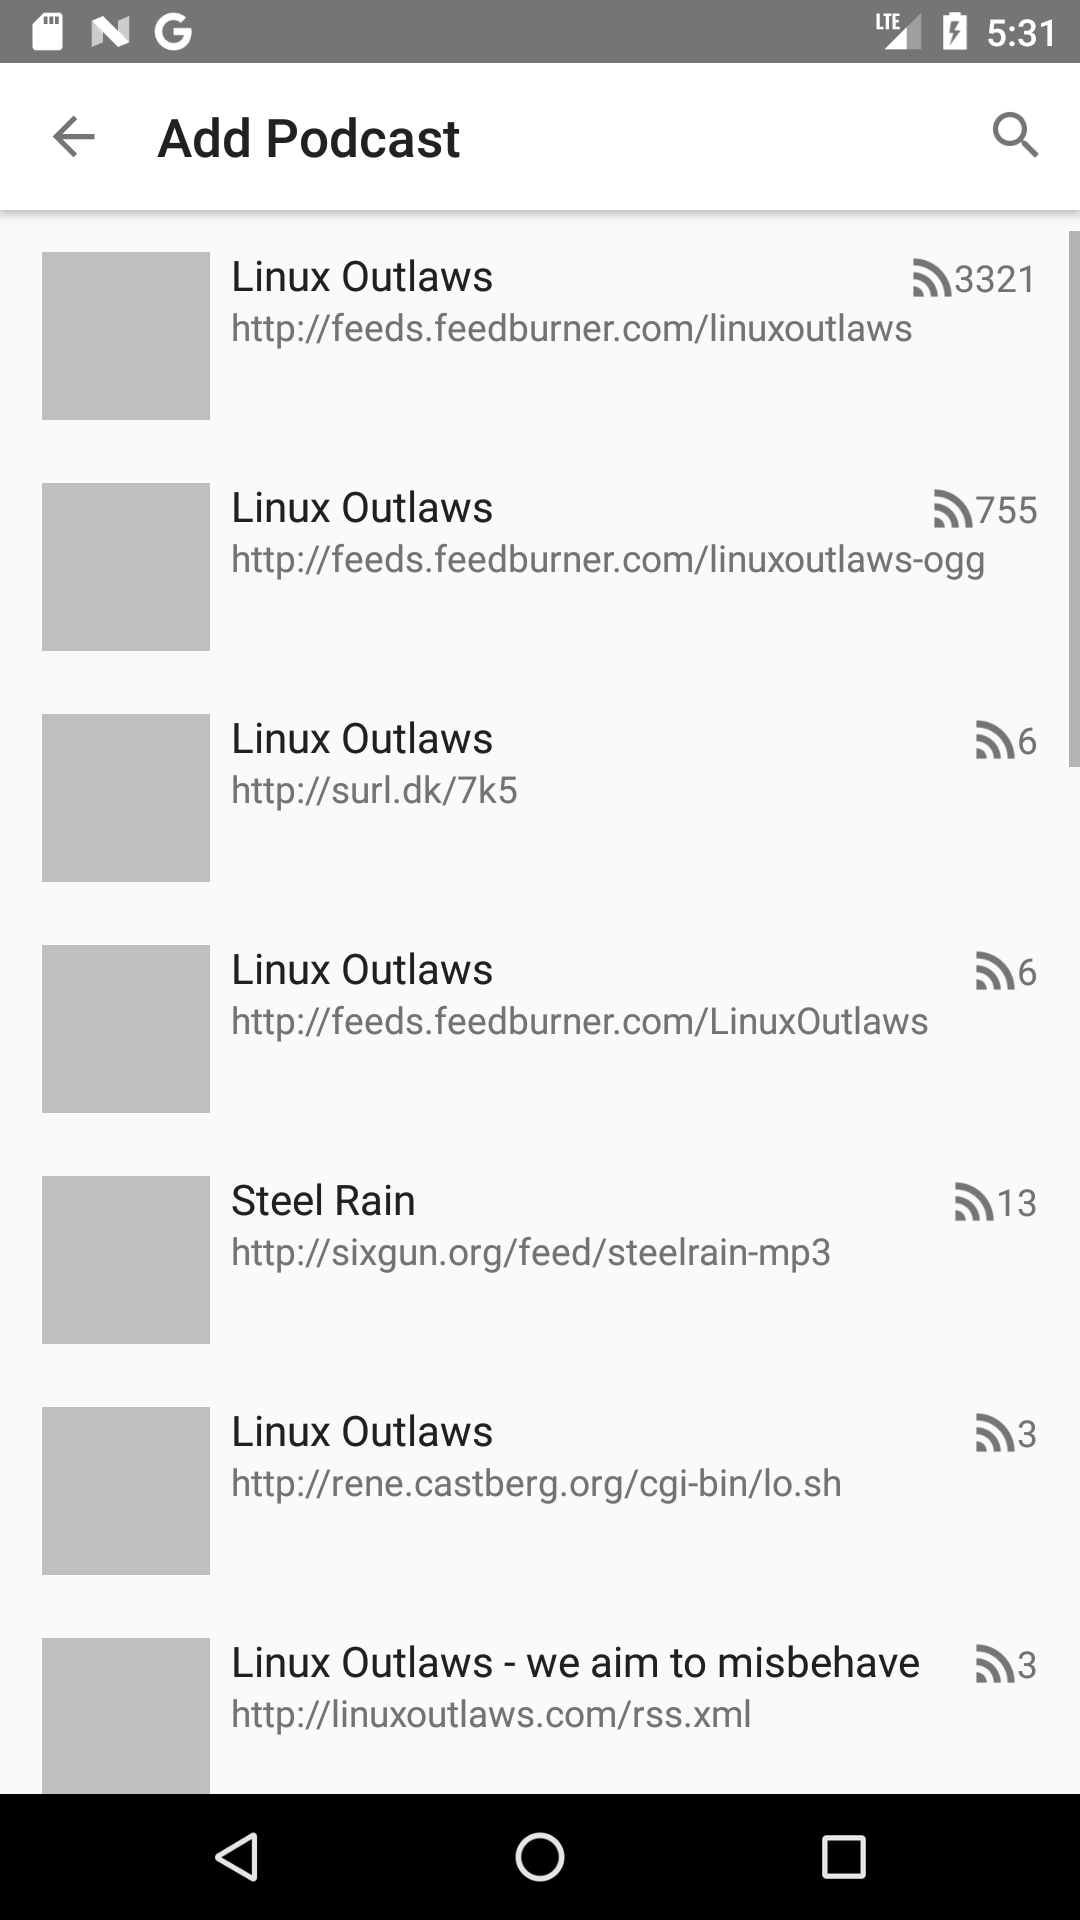 LTE 5:31
Add Podcast
Linux Outlaws 3321
http://feeds.feedburner.com/linuxoutlaws
Linux Outlaws 755
http://feeds.feedburner.com/linuxoutlaws-ogg
Linux Outlaws 6
http://surl.dk/7k5
Linux Outlaws 6
http://feeds.feedburner.com/LinuxOutlaws
Steel Rain 13
http://sixgun.org/feed/steelrain-mp3
Linux Outlaws 3
http://rene.castberg.org/cgi-bin/lo.sh
Linux Outlaws - we aim to misbehave 3
http://linuxoutlaws.com/rss.xml